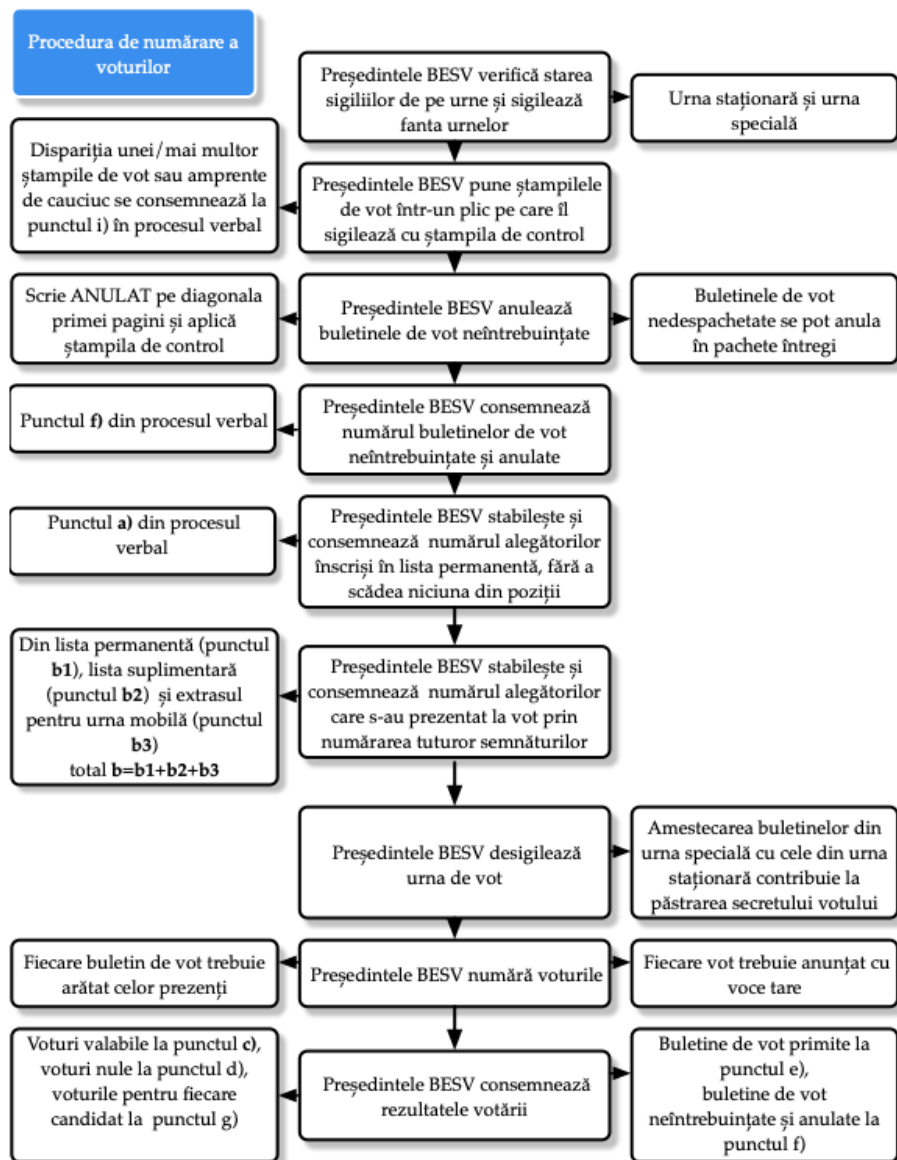 Procedura de numărare a
voturilor
Președintele BESV verifică starea
sigiliilor de pe urne și sigilează
fanta urnelor
Urna staționară și urna
specială
Dispariția unei/mai multor
ștampile de vot sau amprente
de cauciuc se consemnează la
punctul i) în procesul verbal
Președintele BESV pune ștampilele
de vot într-un plic pe care îl
sigilează cu ștampila de control
Scrie ANULAT pe diagonala
primei pagini și aplică
ștampila de control
Președintele BESV anulează
buletinele de vot neîntrebuințate
Buletinele de vot
nedespachetate se pot anula
în pachete întregi
Punctul f) din procesul verbal
Președintele BESV consemnează
numărul buletinelor de vot
neîntrebuințate și anulate
Punctul a) din procesul
verbal
Președintele BESV stabilește și
consemnează numărul alegătorilor
înscriși în lista permanentă, fără a
scădea niciuna din poziții
Din lista permanentă (punctul
b1), lista suplimentară
(punctul b2) și extrasul
pentru urna mobilă (punctul
b3)
total b=b1+b2+b3
Președintele BESV stabilește și
consemnează numărul alegătorilor
care s-au prezentat la vot prin
numărarea tuturor semnăturilor
Președintele BESV desigilează
urna de vot
Amestecarea buletinelor din
urna specială cu cele din urna
staționară contribuie la
păstrarea secretului votului
Fiecare buletin de vot trebuie
arătat celor prezenți
Președintele BESV numără voturile
Fiecare vot trebuie anunțat cu
voce tare
Voturi valabile la punctul c),
voturi nule la punctul d),
voturile pentru fiecare
candidat la punctul g)
Președintele BESV consemnează
rezultatele votării
Buletine de vot primite la
punctul e),
buletine de vot
neîntrebuințate și anulate la
punctul f)